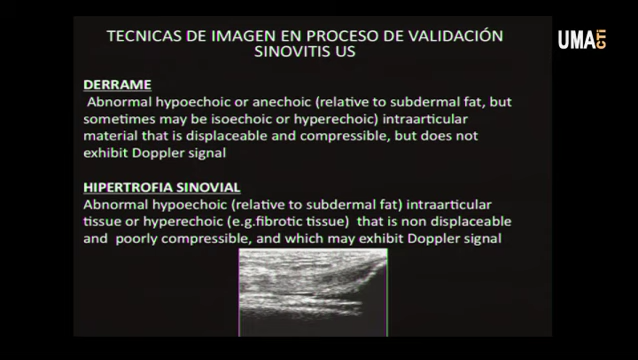 TECNICAS DE IMAGEN EN PROCESO DE VALIDACIÓN
SINOVITIS US
UMA CTI
DERRAME
Abnormal hypoechoic or anechoic (relative to subdermal fat, but
sometimes may be isoechoic or hyperechoic) intraarticular
material that is displaceable and compressible, but does not
exhibit Doppler signal
HIPERTROFIA SINOVIAL
Abnormal hypoechoic (relative to subdermal fat) intraarticular
tissue or hyperechoic (e.g.fibrotic tissue) that is non displaceable
and poorly compressible, and which may exhibit Doppler signal